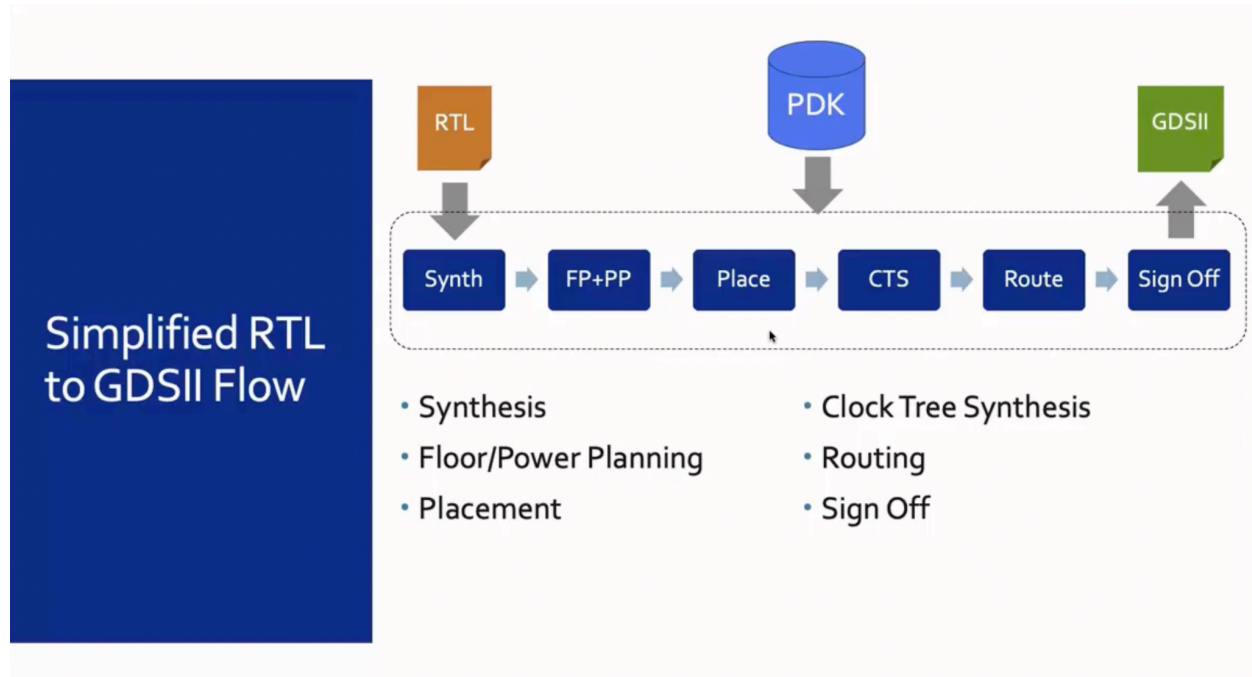 Simplified RTL
to GDSII Flow
RTL
PDK
GDSII
Synth
FP+PP
Place
CTS
Route
Sign Off
• Synthesis
• Floor/Power Planning
• Placement
• Clock Tree Synthesis
• Routing
• Sign Off